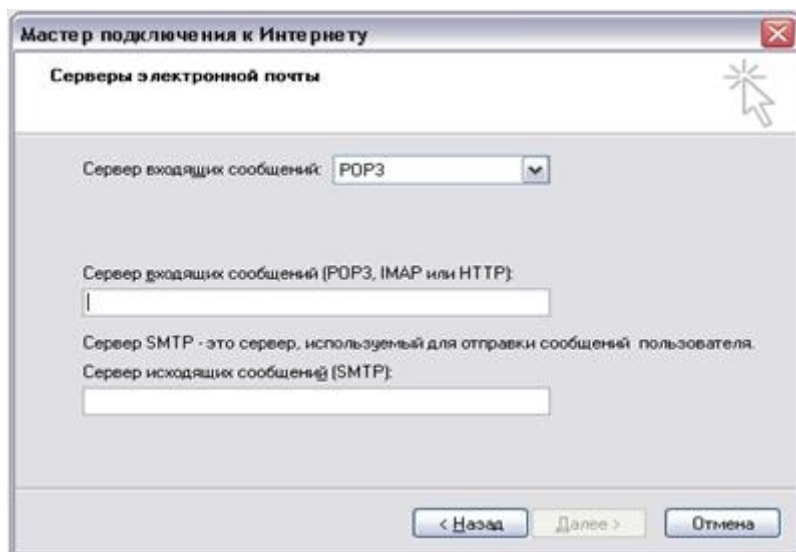 Мастер подключения к Интернету
Серверы электронной почты
Сервер входящих сообщений: POP3
Сервер входящих сообщений (POP3, IMAP или HTTP):
Сервер SMTP - это сервер, используемый для отправки сообщений пользователя.
Сервер исходящих сообщений (SMTP):
< Назад Далее > Отмена